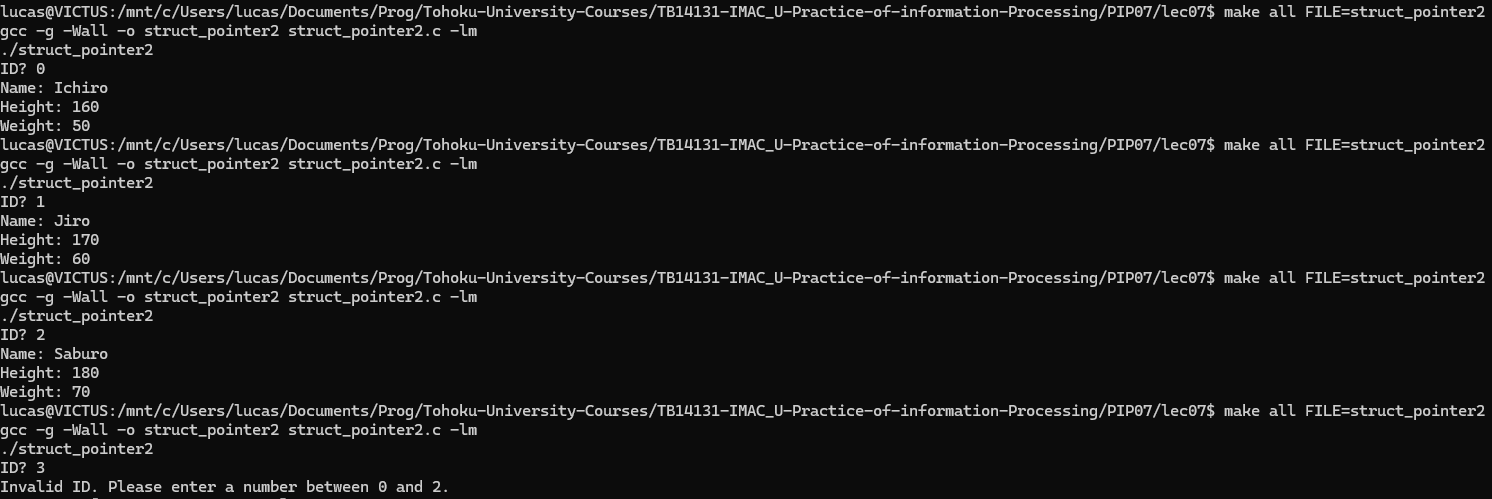 lucas@VICTUS:/mnt/c/Users/lucas/Documents/Prog/Tohoku-University-Courses/TB14131-IMAC_U-Practice-of-information-Processing/PIP07/lec07$ make all FILE=struct_pointer2
gcc -g -Wall -o struct_pointer2 struct_pointer2.c -lm
./struct_pointer2
ID? 0
Name: Ichiro
Height: 160
Weight: 50
lucas@VICTUS:/mnt/c/Users/lucas/Documents/Prog/Tohoku-University-Courses/TB14131-IMAC_U-Practice-of-information-Processing/PIP07/lec07$ make all FILE=struct_pointer2
gcc -g -Wall -o struct_pointer2 struct_pointer2.c -lm
./struct_pointer2
ID? 1
Name: Jiro
Height: 170
Weight: 60
lucas@VICTUS:/mnt/c/Users/lucas/Documents/Prog/Tohoku-University-Courses/TB14131-IMAC_U-Practice-of-information-Processing/PIP07/lec07$ make all FILE=struct_pointer2
gcc -g -Wall -o struct_pointer2 struct_pointer2.c -lm
./struct_pointer2
ID? 2
Name: Saburo
Height: 180
Weight: 70
lucas@VICTUS:/mnt/c/Users/lucas/Documents/Prog/Tohoku-University-Courses/TB14131-IMAC_U-Practice-of-information-Processing/PIP07/lec07$ make all FILE=struct_pointer2
gcc -g -Wall -o struct_pointer2 struct_pointer2.c -lm
./struct_pointer2
ID? 3
Invalid ID. Please enter a number between 0 and 2.